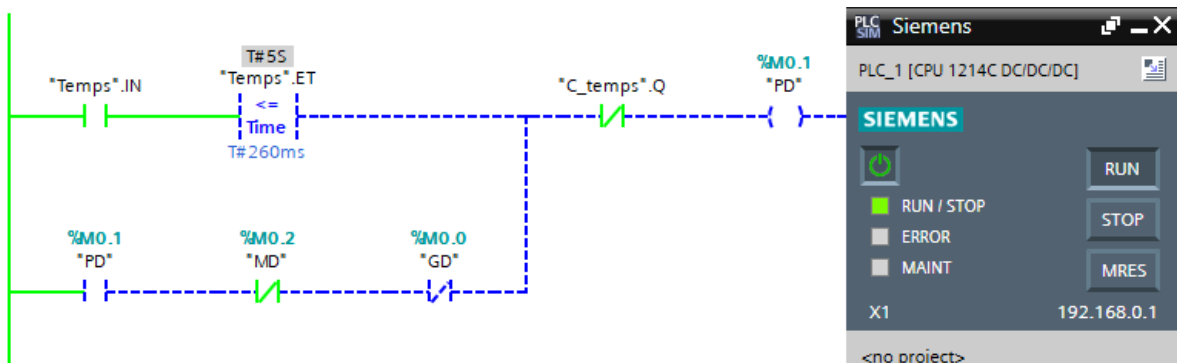 T#5S
"Temps".IN
"Temps".ET
"C_temps".Q
%M0.1
"PD"
<=
Time
T#260ms
%M0.1
"PD"
%M0.2
"MD"
%M0.0
"GD"
PLC SIM Siemens
PLC_1 [CPU 1214C DC/DC/DC]
SIEMENS
RUN
RUN / STOP
STOP
ERROR
MAINT
MRES
X1 192.168.0.1
<no project>